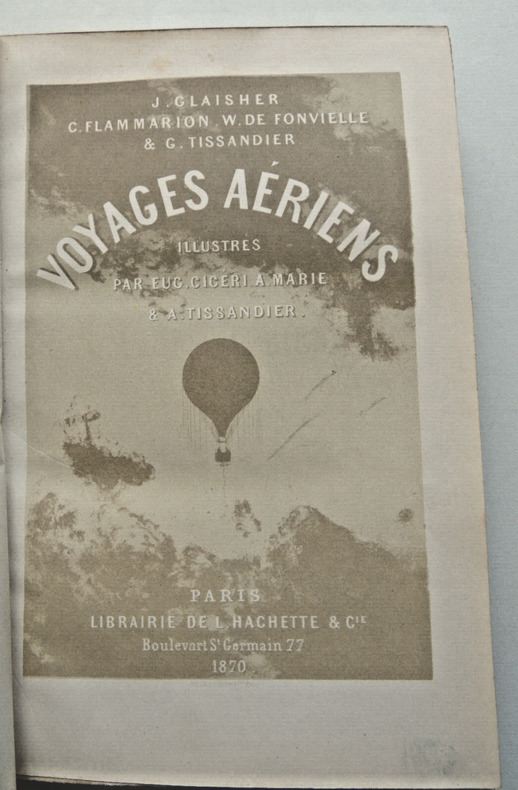 J. GLAISHER
C. FLAMMARION W. DE FONVIELLE
& G. TISSANDIER
VOYAGES AÉRIENS
ILLUSTRÉS
PAR EUG. CICÉRI A. MARIE
& A. TISSANDIER.
PARIS
LIBRAIRIE DE L. HACHETTE & CIE
Boulevart St Germain 77
1870